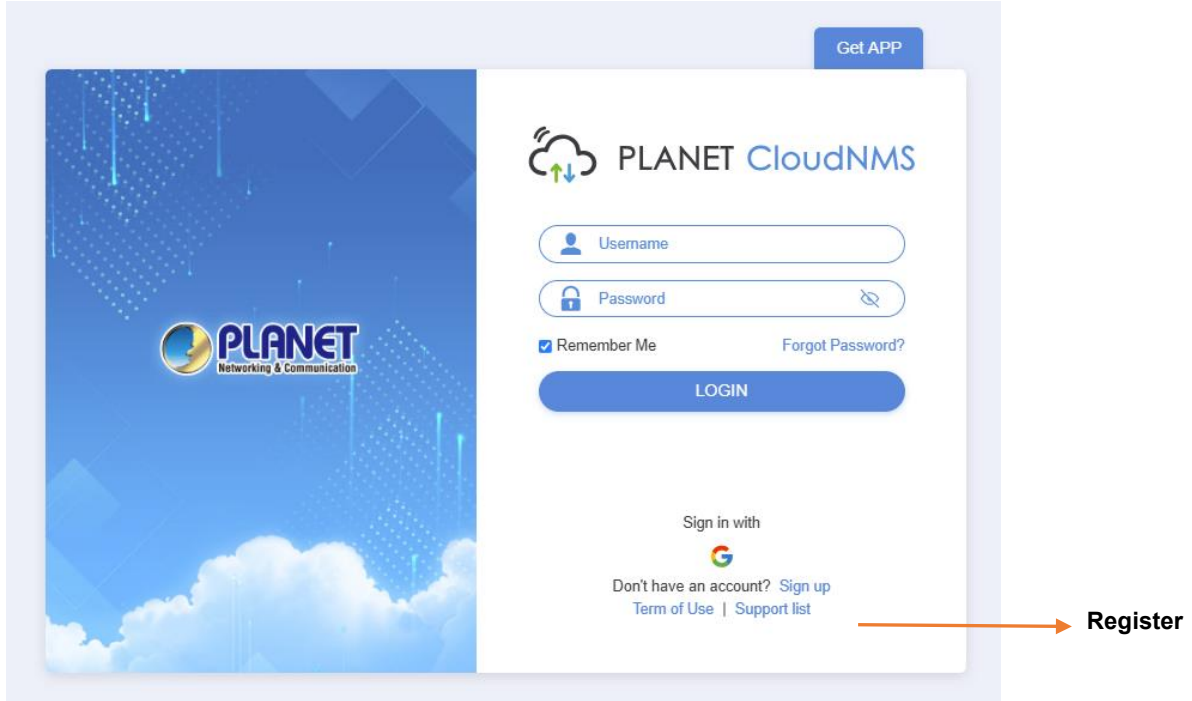 Get APP
PLANET CloudNMS
Username
Password
Remember Me Forgot Password?
LOGIN
PLANET
Networking & Communication
Sign in with
Don't have an account? Sign up
Term of Use | Support list
Register